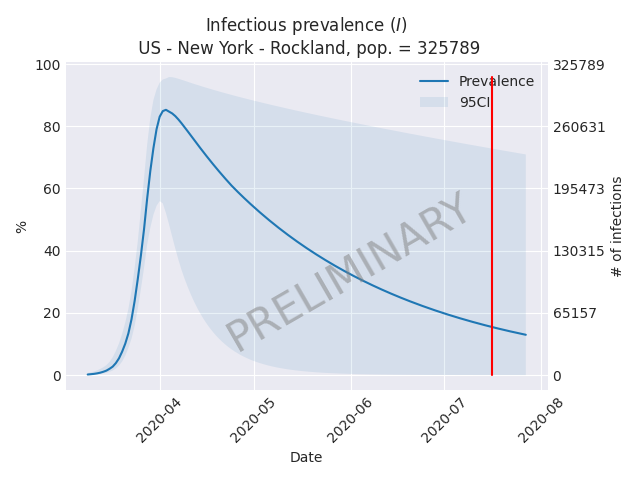 Infectious prevalence (I)
US - New York - Rockland, pop. = 325789
100
80
60
40
20
0
%
325789
260631
195473
130315
65157
0
# of infections
Prevalence
95CI
PRELIMINARY
2020-04
2020-05
2020-06
2020-07
2020-08
Date